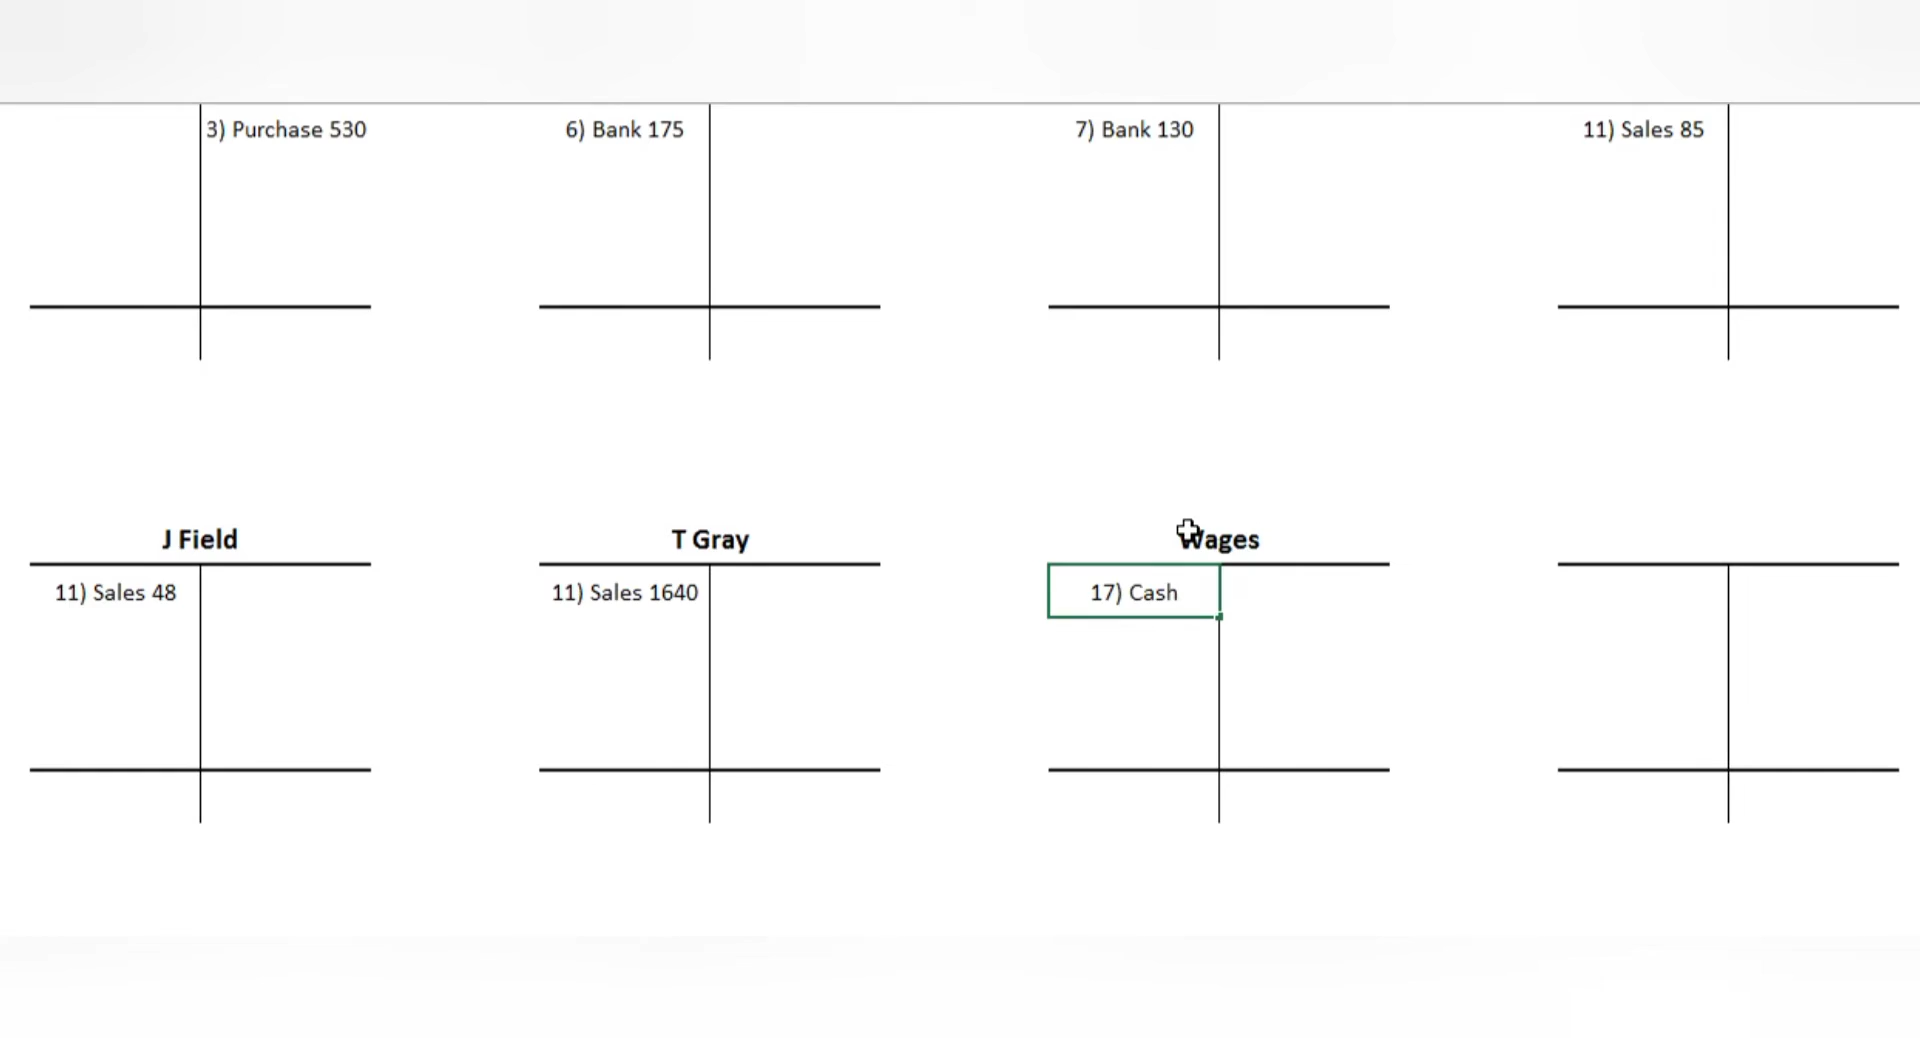 3) Purchase 530
6) Bank 175
7) Bank 130
11) Sales 85
J Field
T Gray
Wages
11) Sales 48
11) Sales 1640
17) Cash